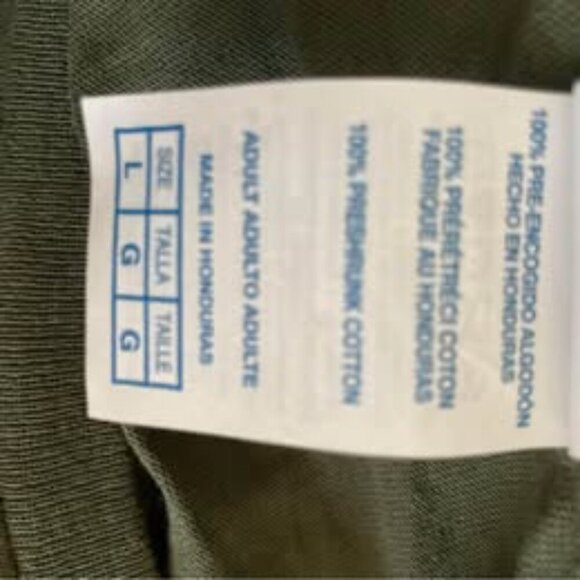 100% PRE-ENCOGIDO ALGODÓN
HECHO EN HONDURAS
100% PRÉRÉTRÉCI COTON
FABRIQUE AU HONDURAS
100% PRESHRUNK COTTON
ADULT ADULTO ADULTE
MADE IN HONDURAS
SIZE TALLA TAILLE
L G G